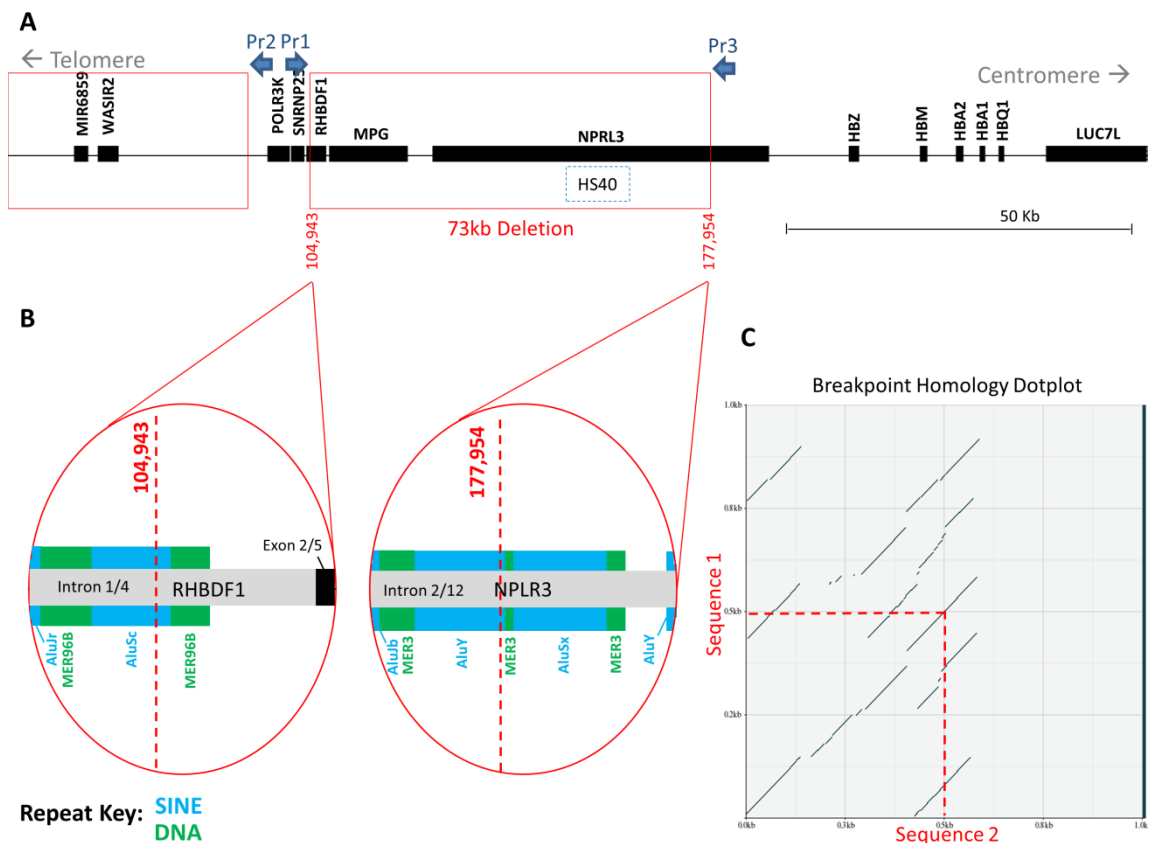 A
← Telomere
Pr2
Pr1
Pr3
Centromere →
MIR6859
WASIR2
POLR3K
SNRNP25
RHBDF1
MPG
NPRL3
HBZ
HBM
HBA2
HBA1
HBQ1
LUC7L
HS40
50 Kb
73kb Deletion
104,943
177,954
B
104,943
Exon 2/5
Intron 1/4
RHBDF1
AluJr
MER96B
AluSc
MER96B
177,954
Intron 2/12
NPLR3
AluJb
MER3
AluY
MER3
AluSx
MER3
AluY
Repeat Key:
SINE
DNA
C
Breakpoint Homology Dotplot
1.0kb
0.8kb
0.5kb
0.2kb
Sequence 1
0.0kb
0.3kb
0.5kb
0.8kb
1.0
Sequence 2